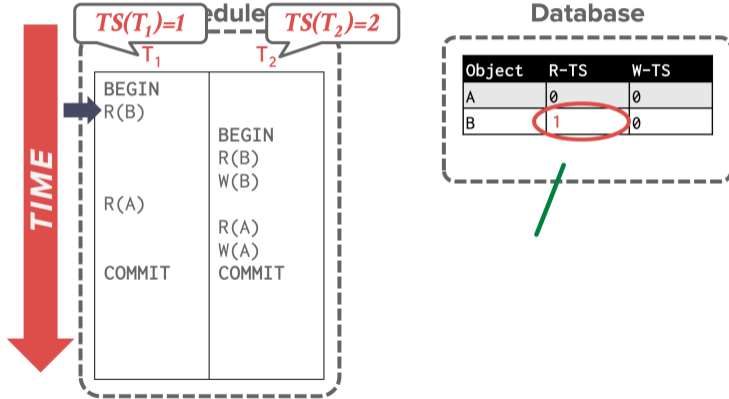 TS(T₁)=1
edule
TS(T₂)=2
T₁
T₂
TIME
BEGIN
R(B)
BEGIN
R(B)
W(B)
R(A)
R(A)
W(A)
COMMIT
COMMIT
Database
Object R-TS W-TS
A 0 0
B 1 0